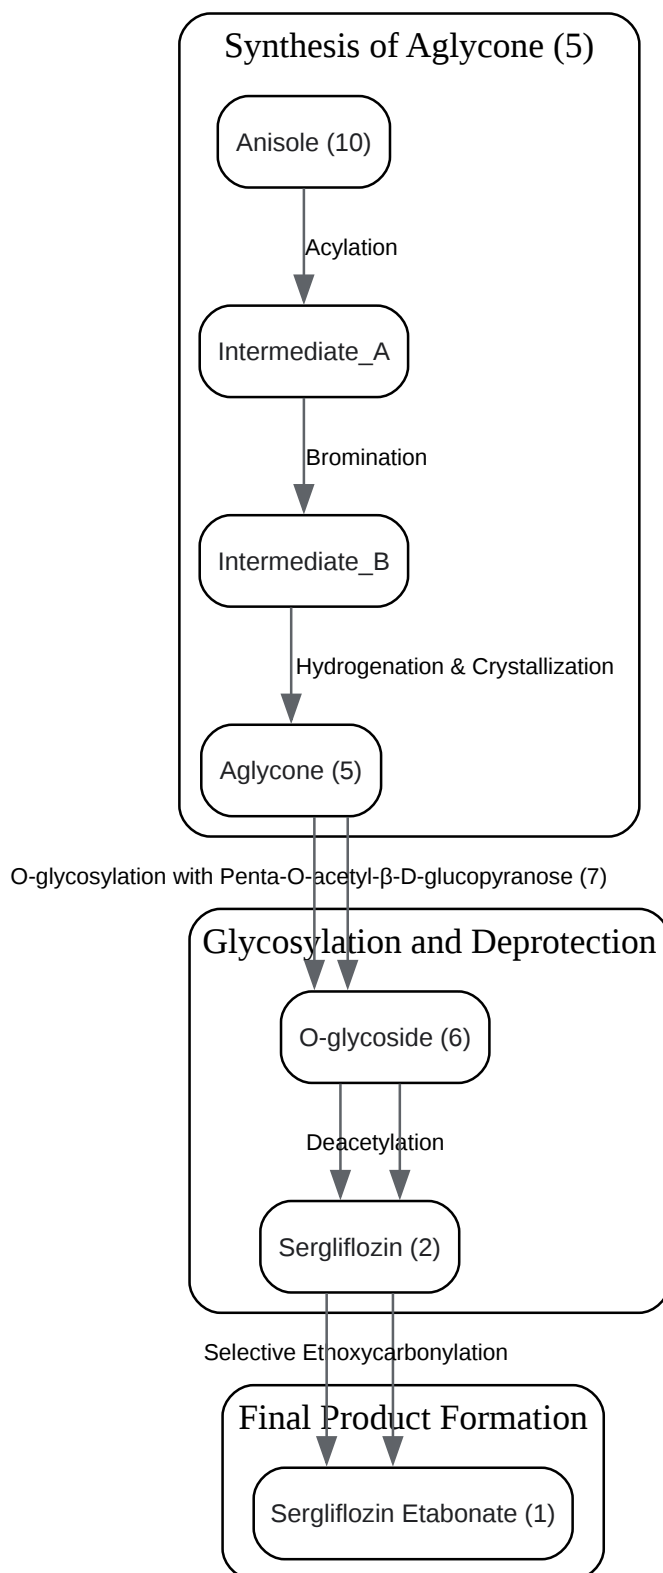 Synthesis of Aglycone (5)
Anisole (10)
Acylation
Intermediate_A
Bromination
Intermediate_B
Hydrogenation & Crystallization
Aglycone (5)
O-glycosylation with Penta-O-acetyl-β-D-glucopyranose (7)
Glycosylation and Deprotection
O-glycoside (6)
Deacetylation
Sergliflozin (2)
Selective Ethoxycarbonylation
Final Product Formation
Sergliflozin Etabonate (1)